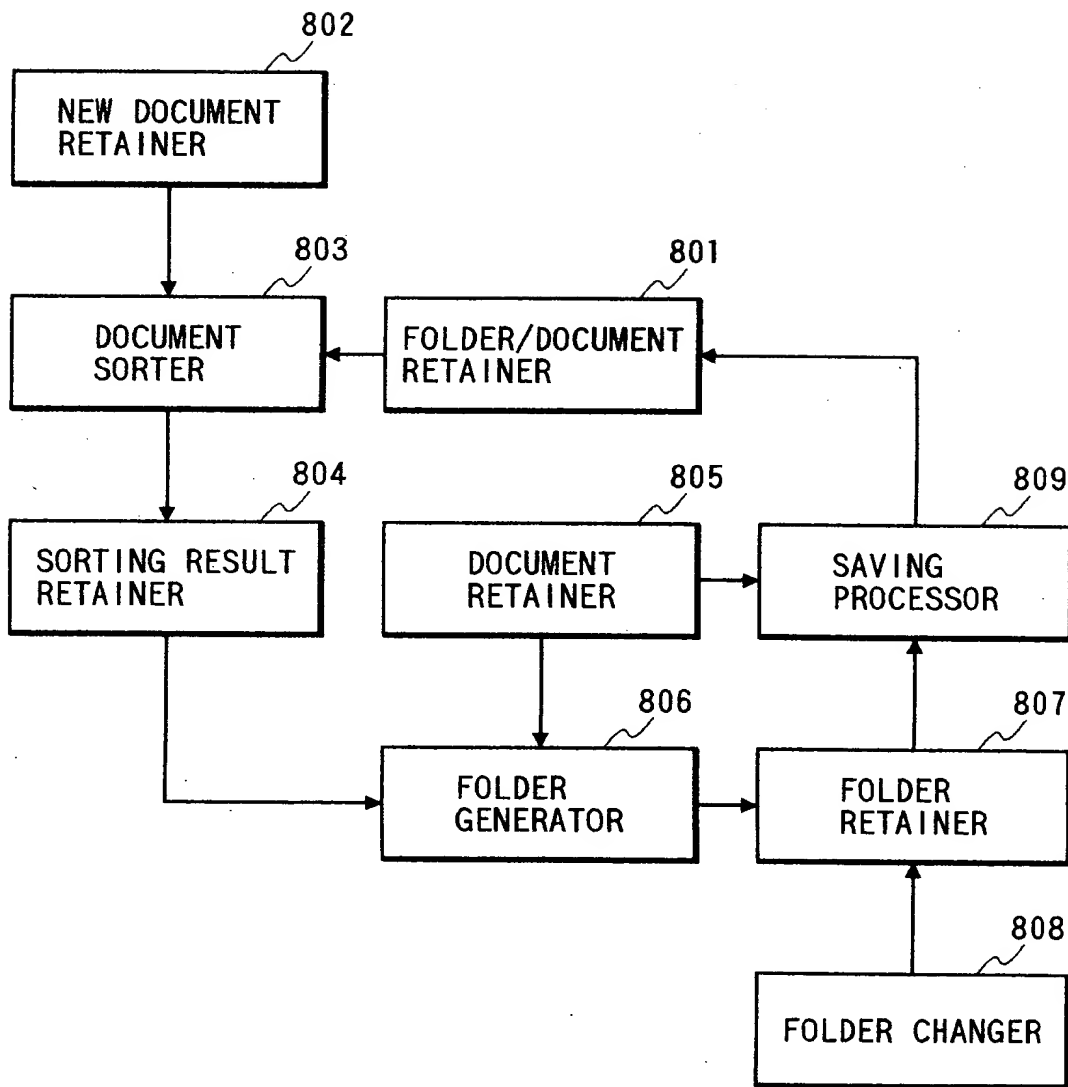 802
NEW DOCUMENT
RETAINER
803
DOCUMENT
SORTER
801
FOLDER/DOCUMENT
RETAINER
804
SORTING RESULT
RETAINER
805
DOCUMENT
RETAINER
809
SAVING
PROCESSOR
806
FOLDER
GENERATOR
807
FOLDER
RETAINER
808
FOLDER CHANGER